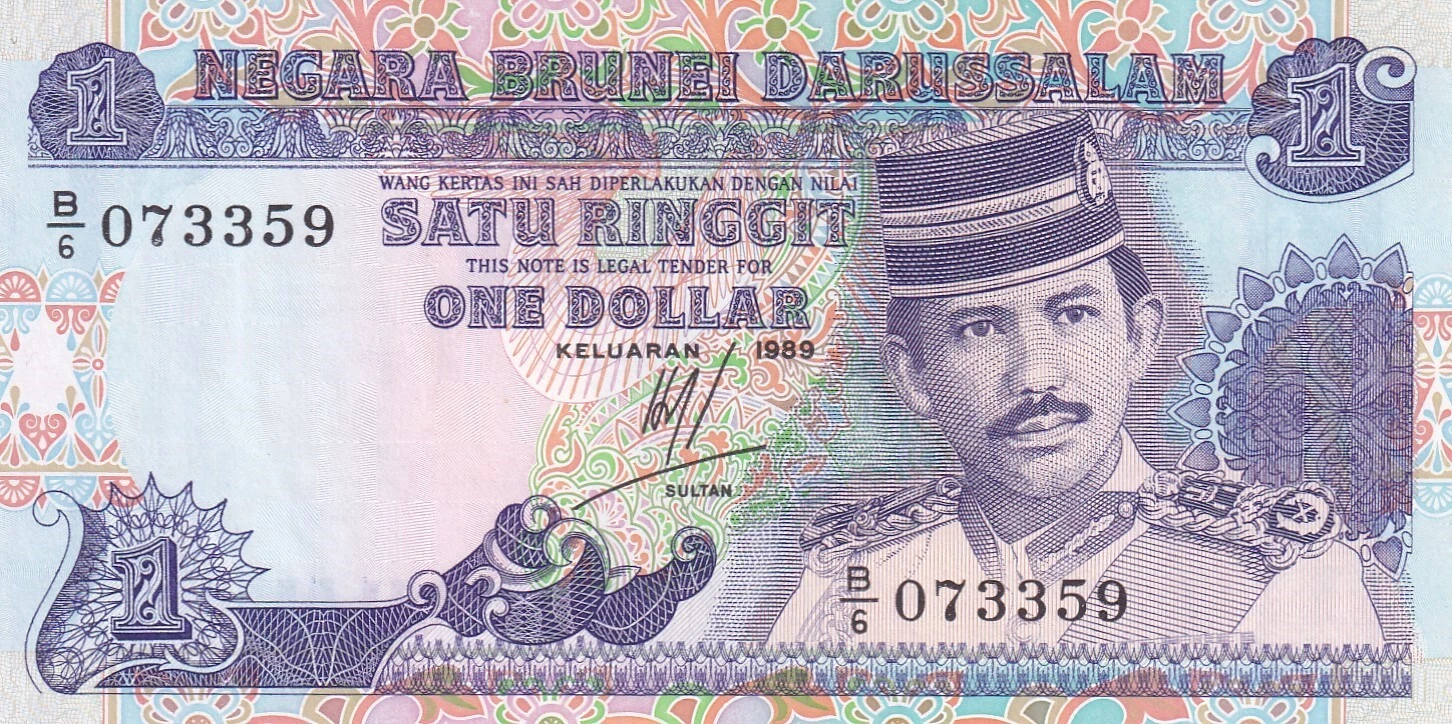 1 NEGARA BRUNEI DARUSSALAM 1
B/6 073359
WANG KERTAS INI SAH DIPERLAKUKAN DENGAN NILAI
SATU RINGGIT
THIS NOTE IS LEGAL TENDER FOR
ONE DOLLAR
KELUARAN 1989
SULTAN
1
B/6 073359